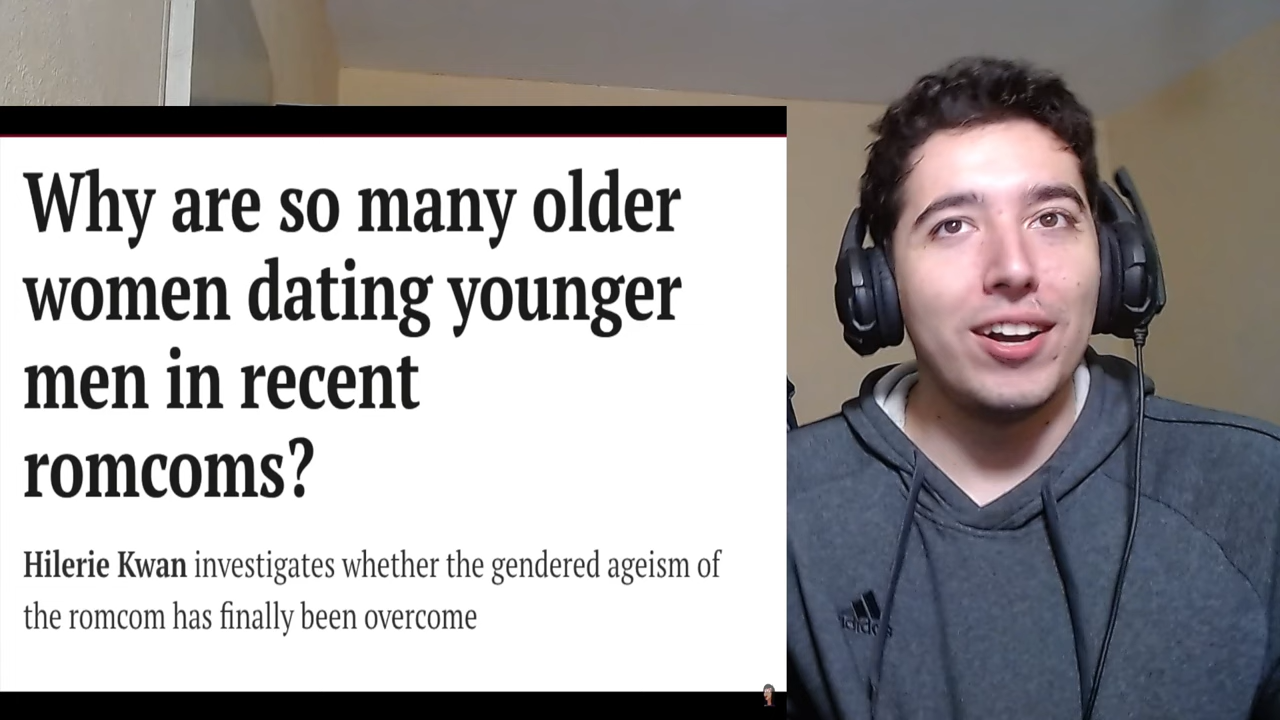 Why are so many older
women dating younger
men in recent
romcoms?
Hilerie Kwan investigates whether the gendered ageism of
the romcom has finally been overcome
adidas